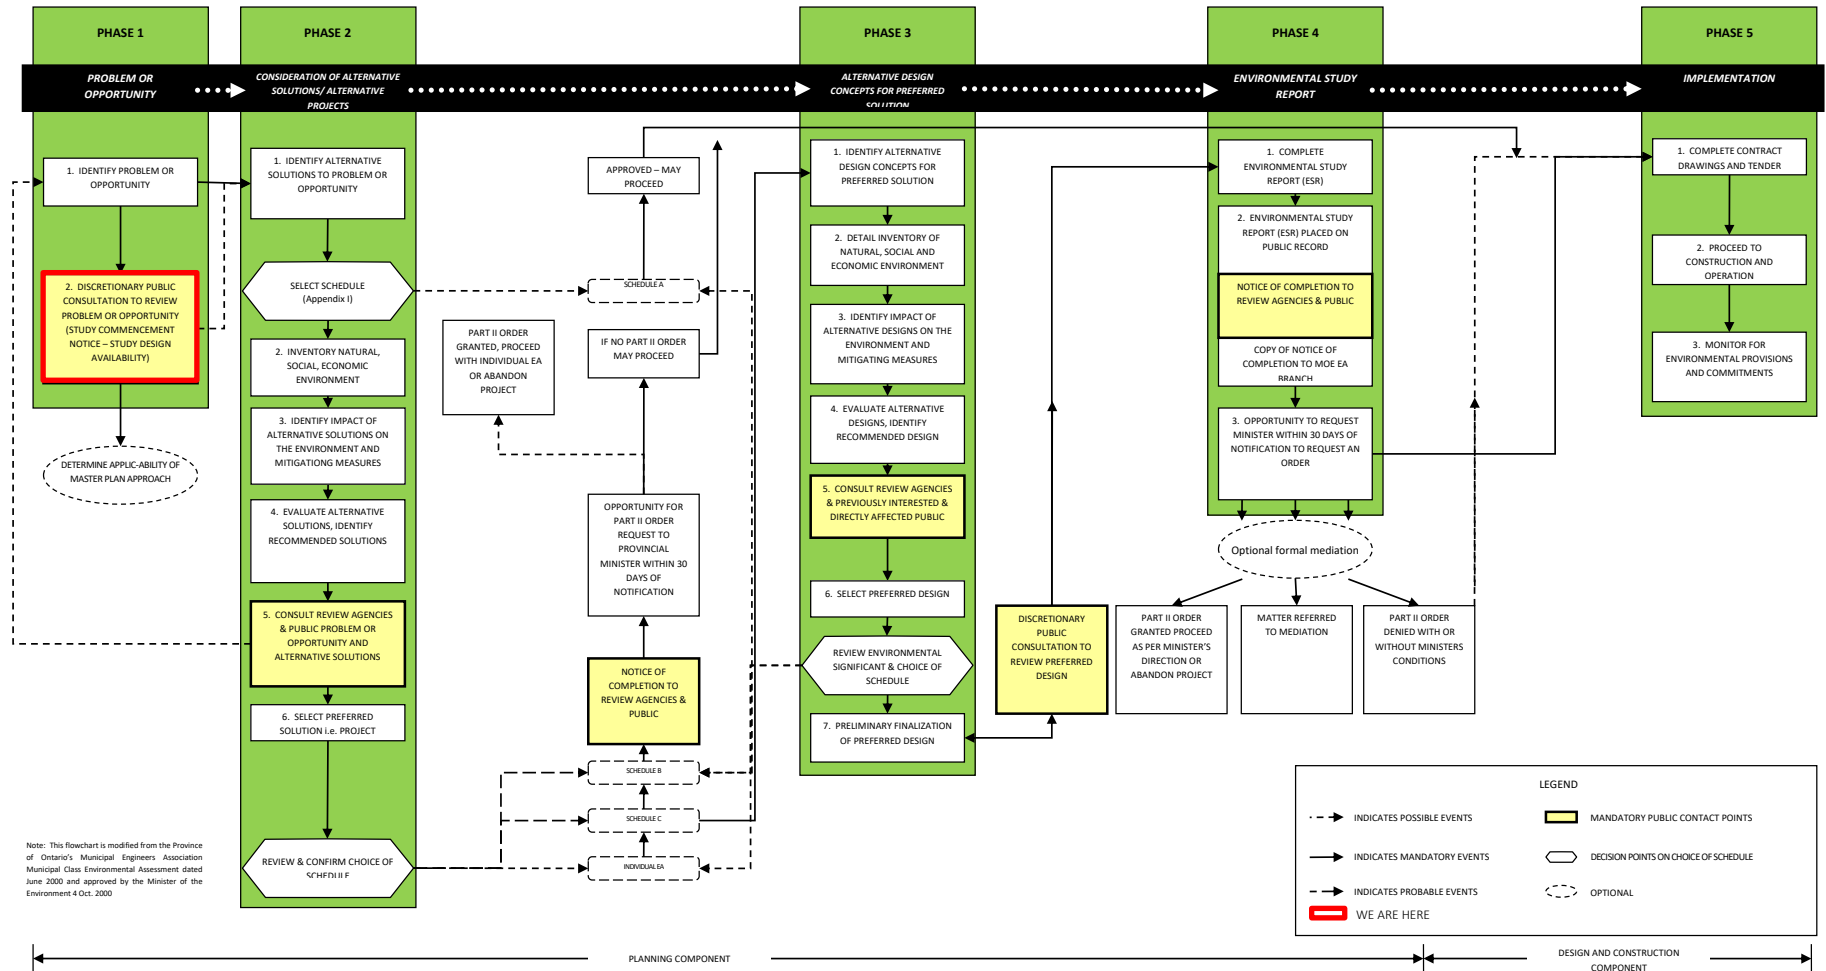 PHASE 1
PROBLEM OR
OPPORTUNITY
1. IDENTIFY PROBLEM OR
OPPORTUNITY
2. DISCRETIONARY PUBLIC
CONSULTATION TO REVIEW
PROBLEM OR OPPORTUNITY
(STUDY COMMENCEMENT
NOTICE – STUDY DESIGN
AVAILABILITY)
DETERMINE APPLIC-ABILITY OF
MASTER PLAN APPROACH
PHASE 2
CONSIDERATION OF ALTERNATIVE
SOLUTIONS/ ALTERNATIVE
PROJECTS
1. IDENTIFY ALTERNATIVE
SOLUTIONS TO PROBLEM OR
OPPORTUNITY
SELECT SCHEDULE
(Appendix I)
2. INVENTORY NATURAL,
SOCIAL, ECONOMIC
ENVIRONMENT
3. IDENTIFY IMPACT OF
ALTERNATIVE SOLUTIONS ON
THE ENVIRONMENT AND
MITIGATIONG MEASURES
4. EVALUATE ALTERNATIVE
SOLUTIONS, IDENTIFY
RECOMMENDED SOLUTIONS
5. CONSULT REVIEW AGENCIES
& PUBLIC PROBLEM OR
OPPORTUNITY AND
ALTERNATIVE SOLUTIONS
6. SELECT PREFERRED
SOLUTION i.e. PROJECT
REVIEW & CONFIRM CHOICE OF
SCHEDULE
APPROVED – MAY
PROCEED
SCHEDULE A
IF NO PART II ORDER
MAY PROCEED
PART II ORDER
GRANTED, PROCEED
WITH INDIVIDUAL EA
OR ABANDON
PROJECT
OPPORTUNITY FOR
PART II ORDER
REQUEST TO
PROVINCIAL
MINISTER WITHIN 30
DAYS OF
NOTIFICATION
NOTICE OF
COMPLETION TO
REVIEW AGENCIES &
PUBLIC
SCHEDULE B
SCHEDULE C
INDIVIDUAL EA
PHASE 3
ALTERNATIVE DESIGN
CONCEPTS FOR PREFERRED
SOLUTION
1. IDENTIFY ALTERNATIVE
DESIGN CONCEPTS FOR
PREFERRED SOLUTION
2. DETAIL INVENTORY OF
NATURAL, SOCIAL AND
ECONOMIC ENVIRONMENT
3. IDENTIFY IMPACT OF
ALTERNATIVE DESIGNS ON THE
ENVIRONMENT AND
MITIGATING MEASURES
4. EVALUATE ALTERNATIVE
DESIGNS, IDENTIFY
RECOMMENDED DESIGN
5. CONSULT REVIEW AGENCIES
& PREVIOUSLY INTERESTED &
DIRECTLY AFFECTED PUBLIC
6. SELECT PREFERRED DESIGN
REVIEW ENVIRONMENTAL
SIGNIFICANT & CHOICE OF
SCHEDULE
7. PRELIMINARY FINALIZATION
OF PREFERRED DESIGN
DISCRETIONARY
PUBLIC
CONSULTATION TO
REVIEW PREFERRED
DESIGN
PHASE 4
ENVIRONMENTAL STUDY
REPORT
1. COMPLETE
ENVIRONMENTAL STUDY
REPORT (ESR)
2. ENVIRONMENTAL STUDY
REPORT (ESR) PLACED ON
PUBLIC RECORD
NOTICE OF COMPLETION TO
REVIEW AGENCIES & PUBLIC
COPY OF NOTICE OF
COMPLETION TO MOE EA
BRANCH
3. OPPORTUNITY TO REQUEST
MINISTER WITHIN 30 DAYS OF
NOTIFICATION TO REQUEST AN
ORDER
Optional formal mediation
PART II ORDER
GRANTED PROCEED
AS PER MINISTER'S
DIRECTION OR
ABANDON PROJECT
MATTER REFERRED
TO MEDIATION
PART II ORDER
DENIED WITH OR
WITHOUT MINISTERS
CONDITIONS
PHASE 5
IMPLEMENTATION
1. COMPLETE CONTRACT
DRAWINGS AND TENDER
2. PROCEED TO
CONSTRUCTION AND
OPERATION
3. MONITOR FOR
ENVIRONMENTAL PROVISIONS
AND COMMITMENTS
LEGEND
INDICATES POSSIBLE EVENTS
MANDATORY PUBLIC CONTACT POINTS
INDICATES MANDATORY EVENTS
DECISION POINTS ON CHOICE OF SCHEDULE
INDICATES PROBABLE EVENTS
OPTIONAL
WE ARE HERE
Note: This flowchart is modified from the Province
of Ontario's Municipal Engineers Association
Municipal Class Environmental Assessment dated
June 2000 and approved by the Minister of the
Environment 4 Oct. 2000
PLANNING COMPONENT
DESIGN AND CONSTRUCTION
COMPONENT